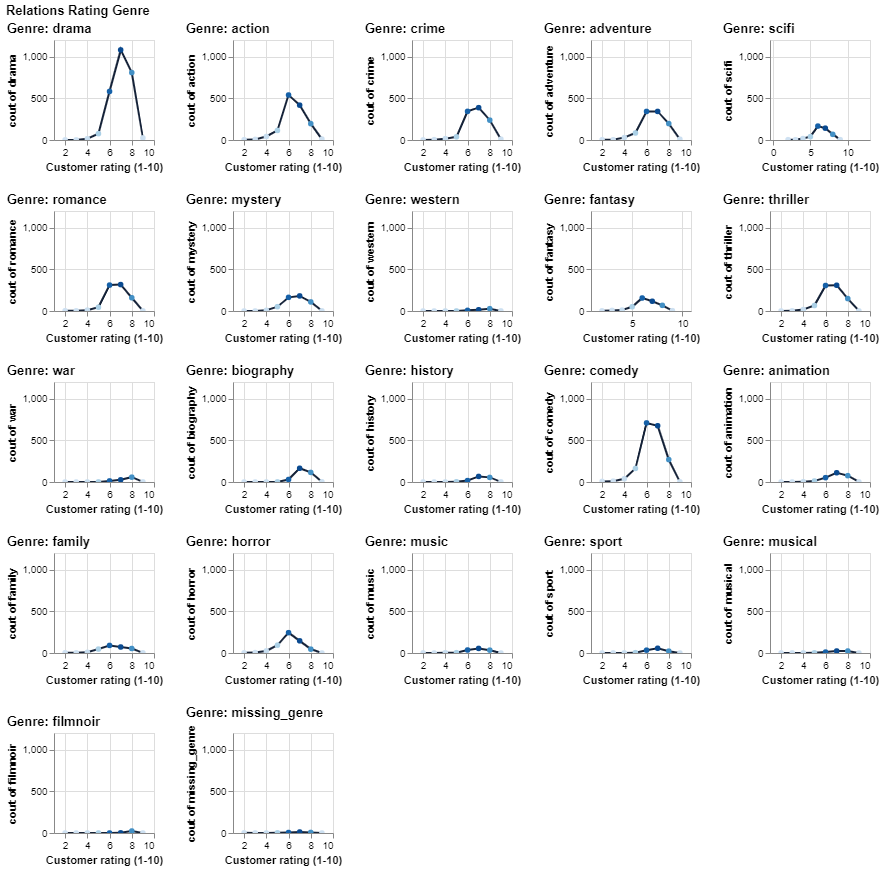 Relations Rating Genre
Genre: drama
cout of drama
1,000
500
0
2 4 6 8 10
Customer rating (1-10)
Genre: action
cout of action
1,000
500
0
2 4 6 8 10
Customer rating (1-10)
Genre: crime
cout of crime
1,000
500
0
2 4 6 8 10
Customer rating (1-10)
Genre: adventure
cout of adventure
1,000
500
0
2 4 6 8 10
Customer rating (1-10)
Genre: scifi
cout of scifi
1,000
500
0
0 5 10
Customer rating (1-10)
Genre: romance
cout of romance
1,000
500
0
2 4 6 8 10
Customer rating (1-10)
Genre: mystery
cout of mystery
1,000
500
0
2 4 6 8 10
Customer rating (1-10)
Genre: western
cout of western
1,000
500
0
2 4 6 8 10
Customer rating (1-10)
Genre: fantasy
cout of fantasy
1,000
500
0
5 10
Customer rating (1-10)
Genre: thriller
cout of thriller
1,000
500
0
2 4 6 8 10
Customer rating (1-10)
Genre: war
cout of war
1,000
500
0
2 4 6 8 10
Customer rating (1-10)
Genre: biography
cout of biography
1,000
500
0
2 4 6 8 10
Customer rating (1-10)
Genre: history
cout of history
1,000
500
0
2 4 6 8 10
Customer rating (1-10)
Genre: comedy
cout of comedy
1,000
500
0
2 4 6 8 10
Customer rating (1-10)
Genre: animation
cout of animation
1,000
500
0
2 4 6 8 10
Customer rating (1-10)
Genre: family
cout of family
1,000
500
0
2 4 6 8 10
Customer rating (1-10)
Genre: horror
cout of horror
1,000
500
0
2 4 6 8 10
Customer rating (1-10)
Genre: music
cout of music
1,000
500
0
2 4 6 8 10
Customer rating (1-10)
Genre: sport
cout of sport
1,000
500
0
2 4 6 8 10
Customer rating (1-10)
Genre: musical
cout of musical
1,000
500
0
2 4 6 8 10
Customer rating (1-10)
Genre: filmnoir
cout of filmnoir
1,000
500
0
2 4 6 8 10
Customer rating (1-10)
Genre: missing_genre
cout of missing_genre
1,000
500
0
2 4 6 8 10
Customer rating (1-10)